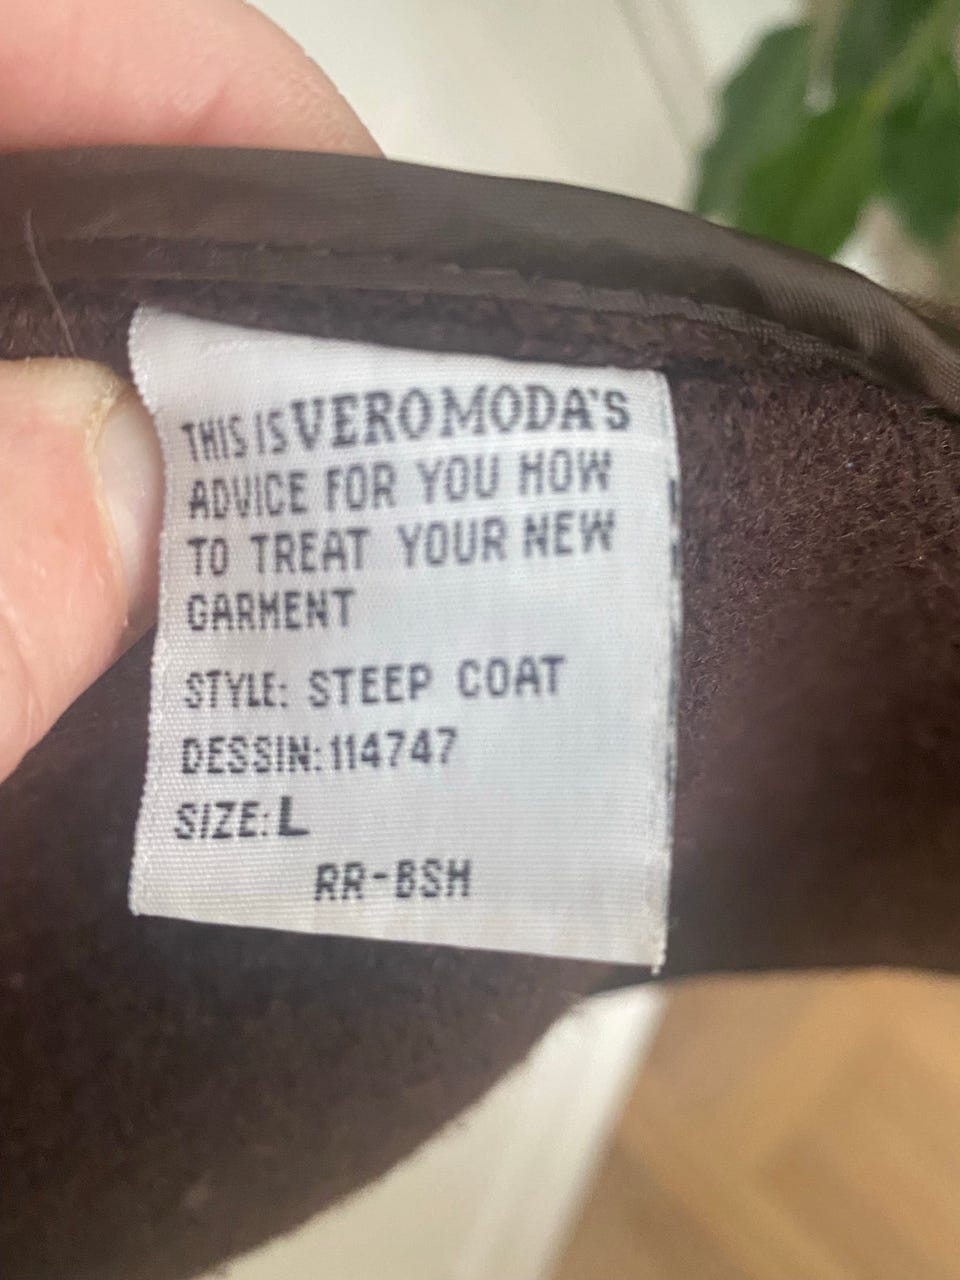 THIS IS VERO MODA'S
ADVICE FOR YOU HOW
TO TREAT YOUR NEW
GARMENT
STYLE: STEEP COAT
DESSIN: 114747
SIZE: L
RR-BSH